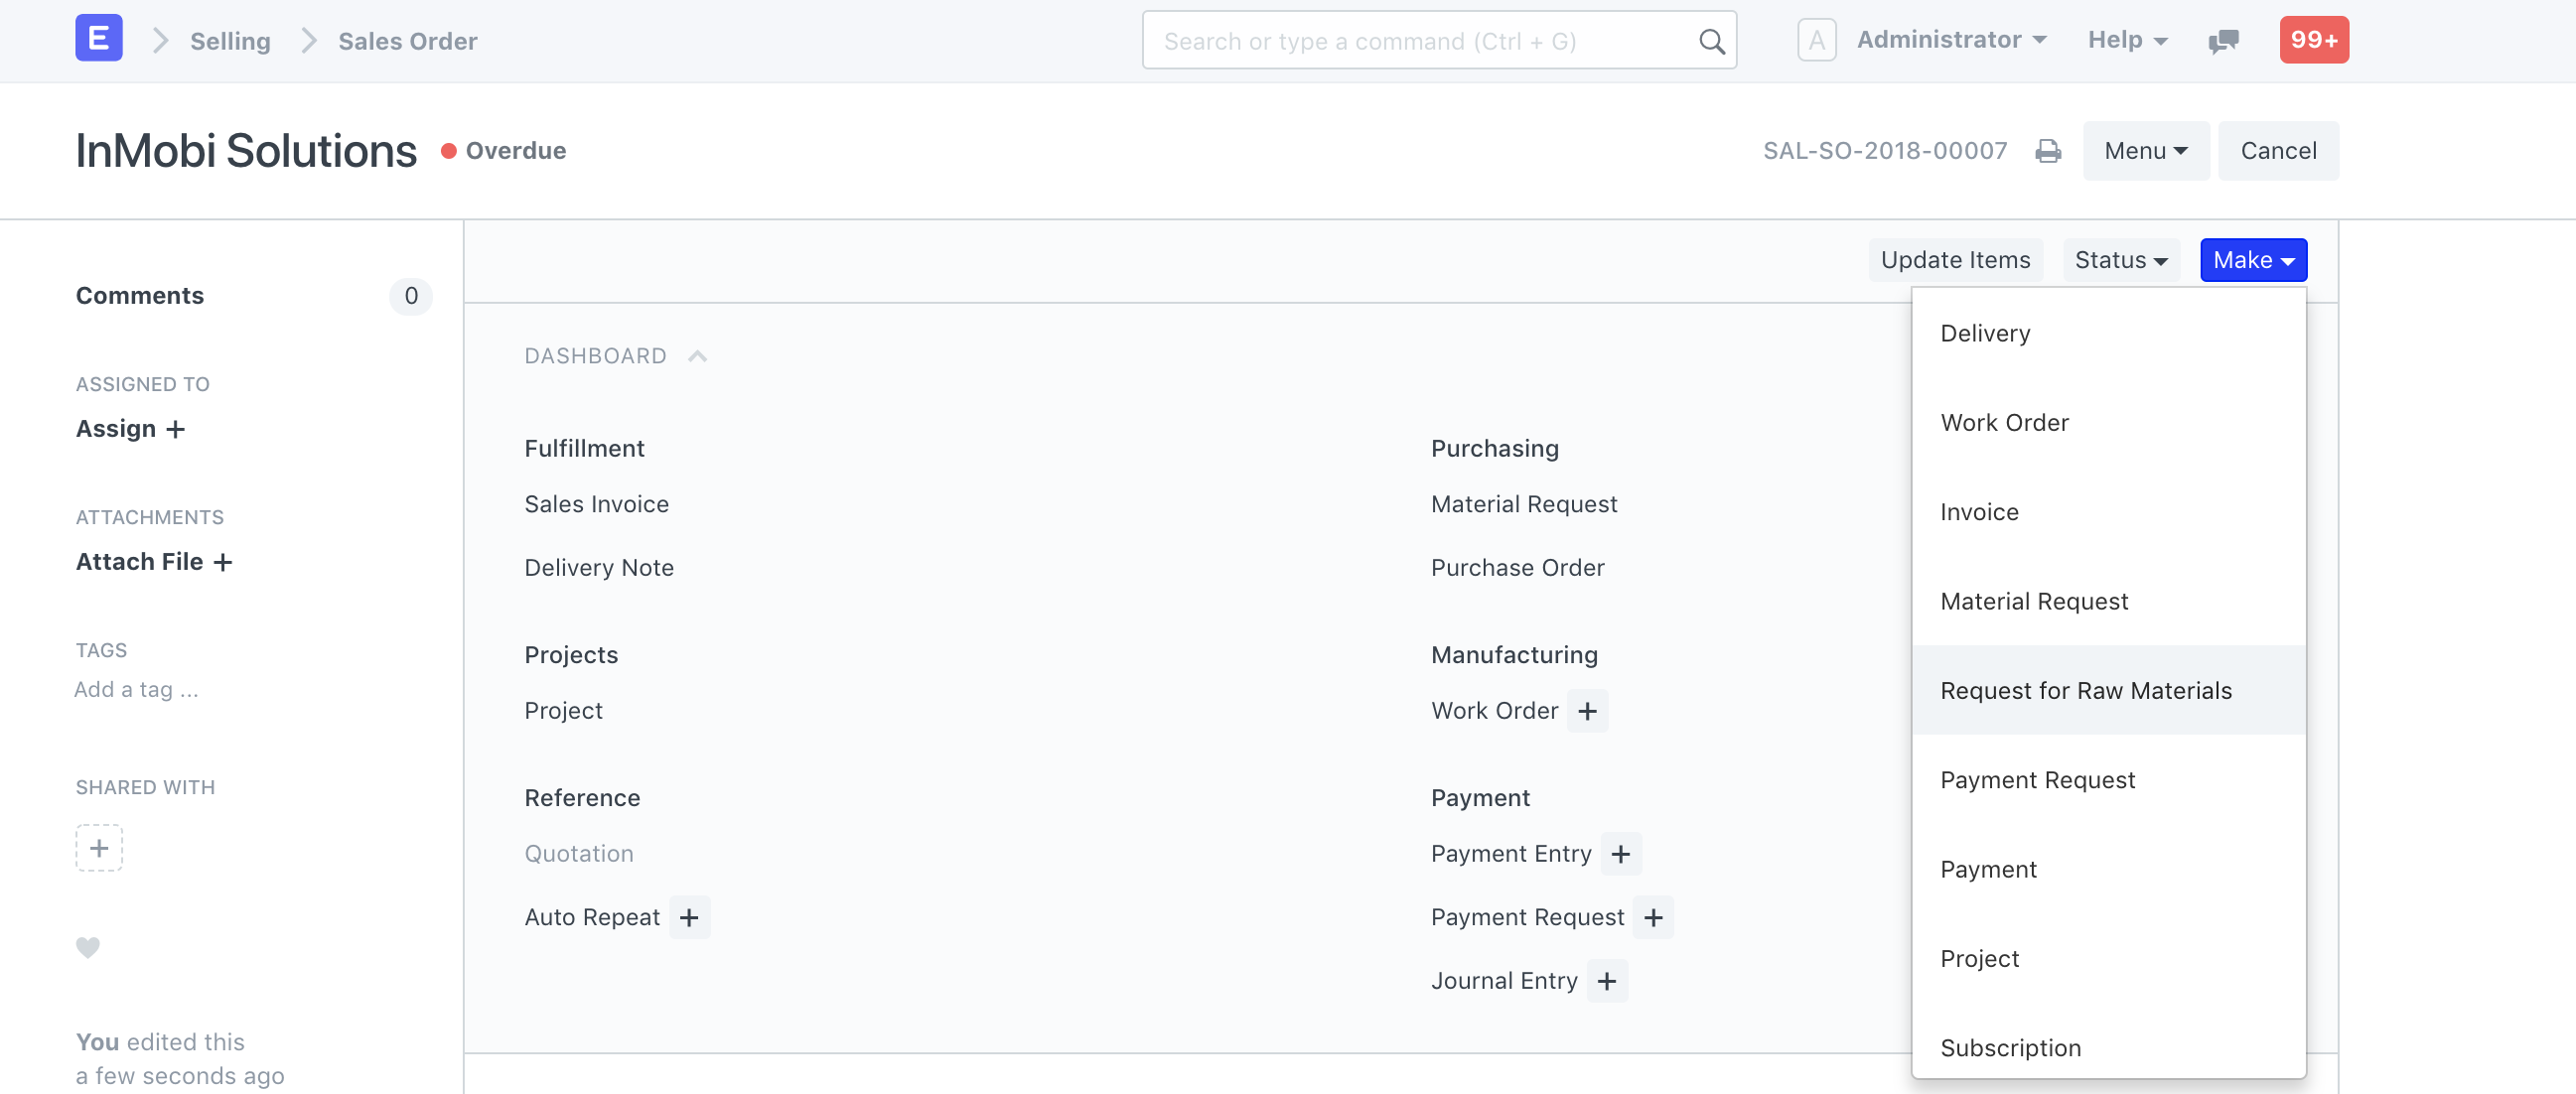 E Selling Sales Order Search or type a command (Ctrl + G) A Administrator Help 99+
InMobi Solutions Overdue SAL-SO-2018-00007 Menu Cancel
Update Items Status Make
Comments 0
ASSIGNED TO
Assign +
ATTACHMENTS
Attach File +
TAGS
Add a tag ...
SHARED WITH
+
You edited this
a few seconds ago
DASHBOARD
Fulfillment
Sales Invoice
Delivery Note
Projects
Project
Reference
Quotation
Auto Repeat +
Purchasing
Material Request
Purchase Order
Manufacturing
Work Order +
Payment
Payment Entry +
Payment Request +
Journal Entry +
Delivery
Work Order
Invoice
Material Request
Request for Raw Materials
Payment Request
Payment
Project
Subscription